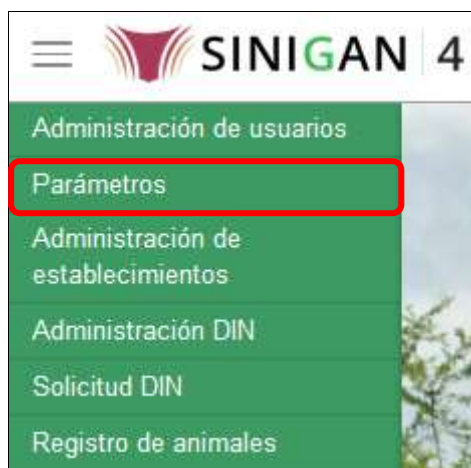 SINIGAN 4
Administración de usuarios
Parámetros
Administración de
establecimientos
Administración DIN
Solicitud DIN
Registro de animales